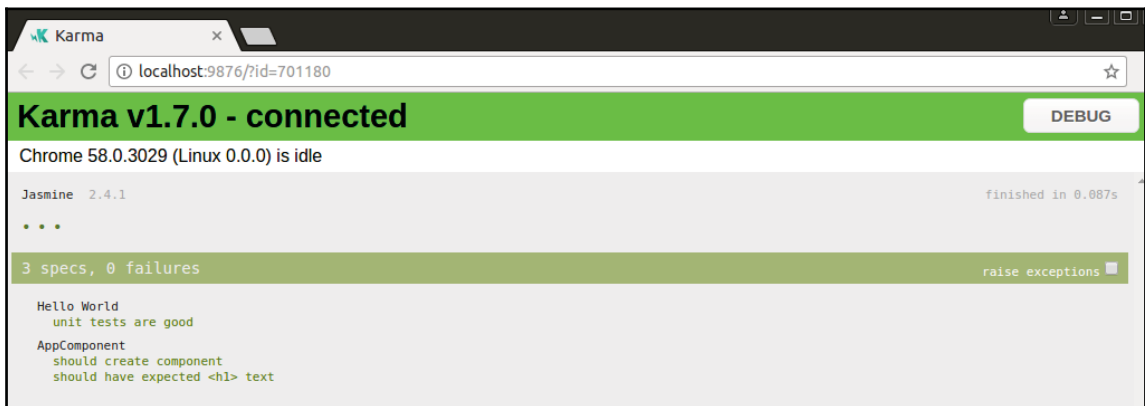 Karma
localhost:9876/?id=701180
Karma v1.7.0 - connected
DEBUG
Chrome 58.0.3029 (Linux 0.0.0) is idle
Jasmine 2.4.1
finished in 0.087s
3 specs, 0 failures
raise exceptions
Hello World
unit tests are good
AppComponent
should create component
should have expected <h1> text